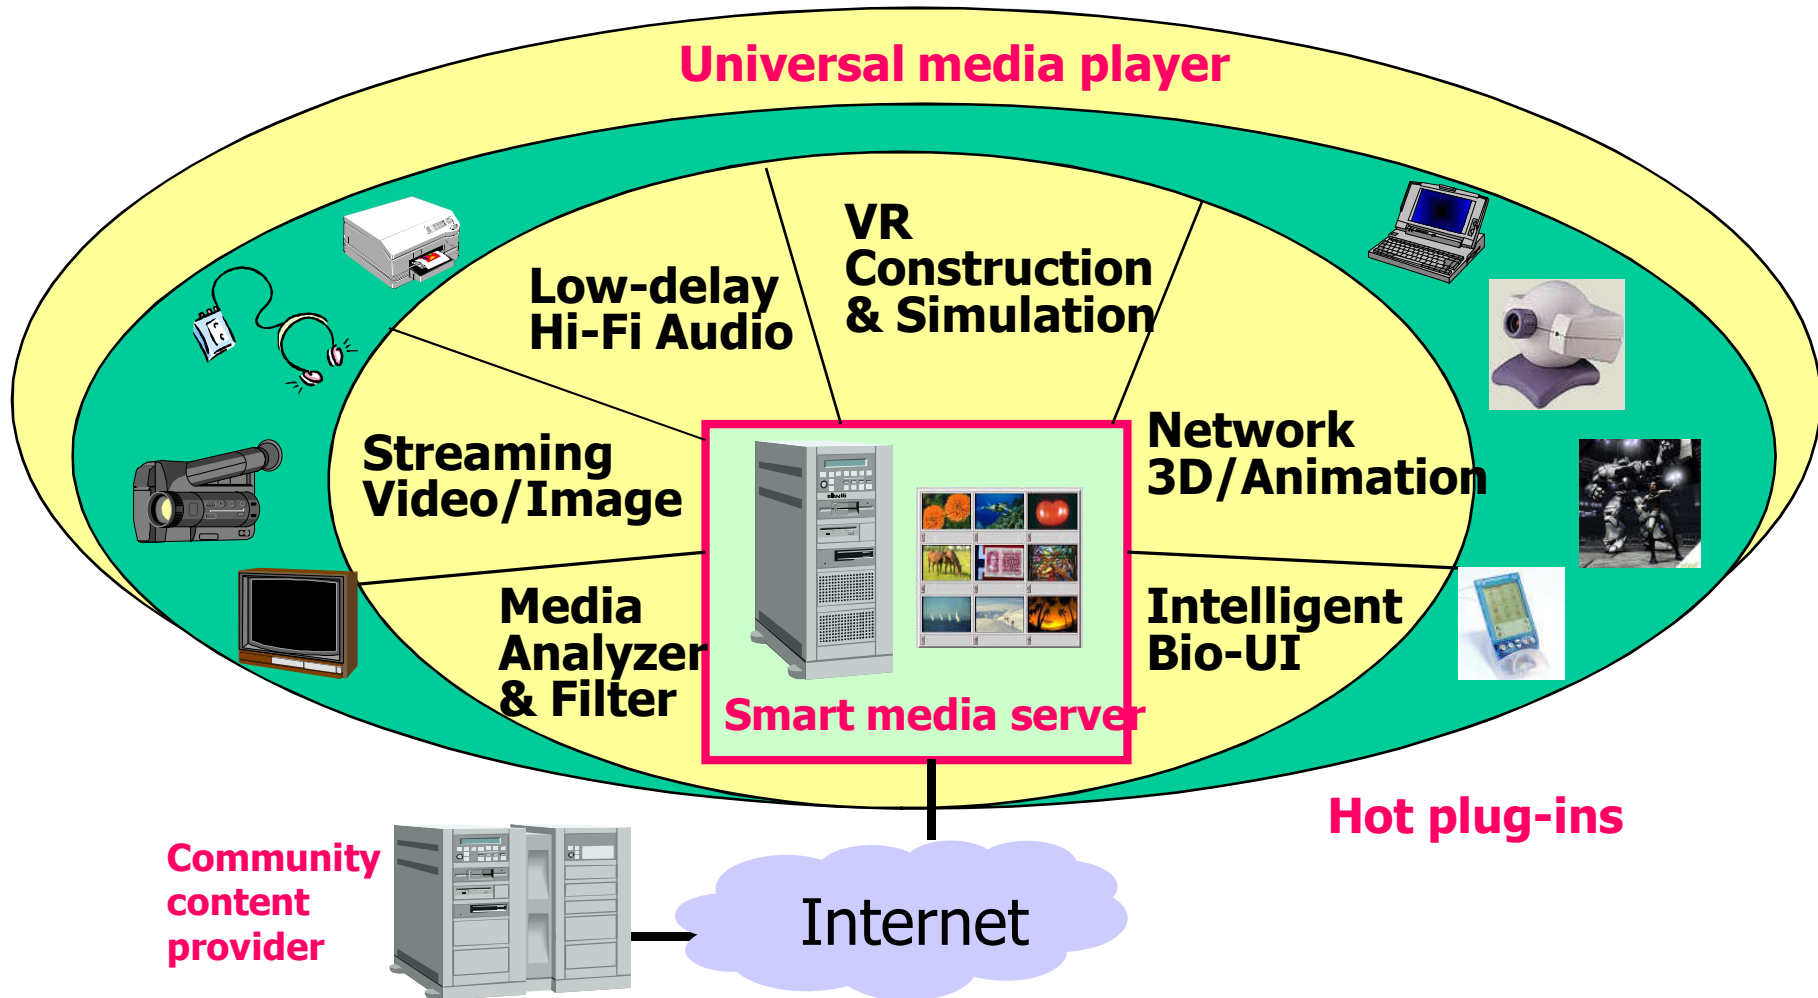 Universal media player
VR
Construction
& Simulation
Low-delay
Hi-Fi Audio
Network
3D/Animation
Streaming
Video/Image
olivetti
Media
Analyzer
& Filter
Intelligent
Bio-UI
Smart media server
Hot plug-ins
Community
content
provider
Internet